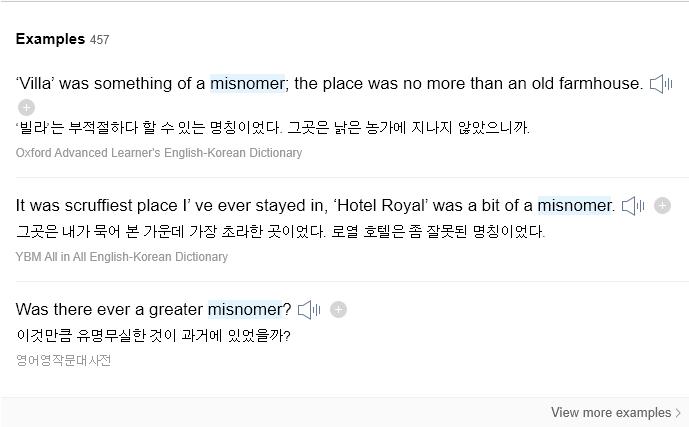 Examples 457
‘Villa’ was something of a misnomer; the place was no more than an old farmhouse.
‘빌라’는 부적절하다 할 수 있는 명칭이었다. 그곳은 낡은 농가에 지나지 않았으니까.
Oxford Advanced Learner's English-Korean Dictionary
It was scruffiest place I’ ve ever stayed in, ‘Hotel Royal’ was a bit of a misnomer.
그곳은 내가 묵어 본 가운데 가장 초라한 곳이었다. 로열 호텔은 좀 잘못된 명칭이었다.
YBM All in All English-Korean Dictionary
Was there ever a greater misnomer?
이것만큼 유명무실한 것이 과거에 있었을까?
영어영작문대사전
View more examples